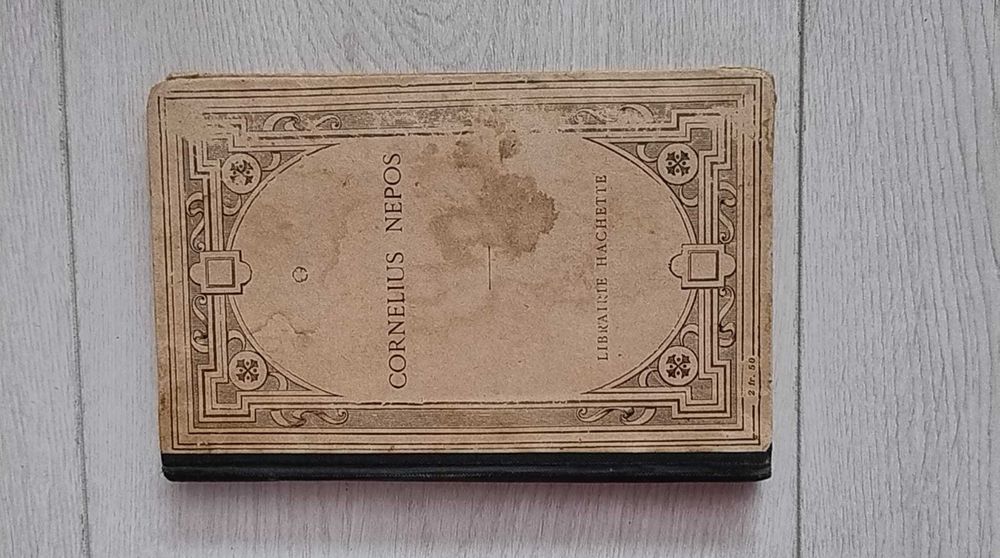 CORNELIUS NEPOS
LIBRAIRIE HACHETTE
2 fr. 50